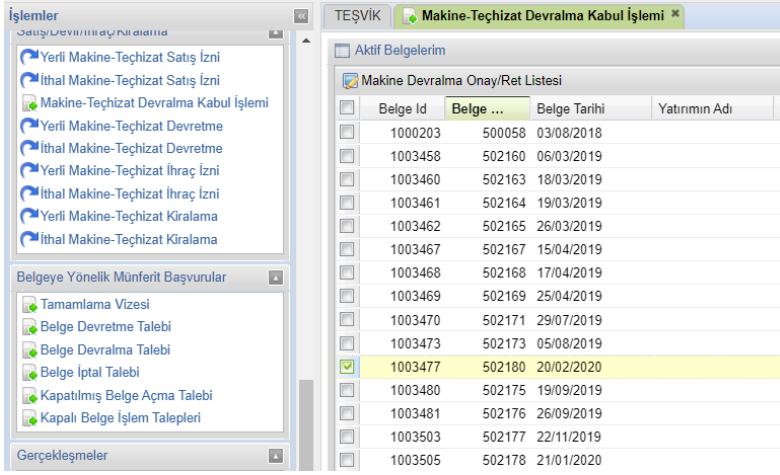 İşlemler
Satış/Devir/İhraç/Kiralama
Yerli Makine-Teçhizat Satış İzni
İthal Makine-Teçhizat Satış İzni
Makine-Teçhizat Devralma Kabul İşlemi
Yerli Makine-Teçhizat Devretme
İthal Makine-Teçhizat Devretme
Yerli Makine-Teçhizat İhraç İzni
İthal Makine-Teçhizat İhraç İzni
Yerli Makine-Teçhizat Kiralama
İthal Makine-Teçhizat Kiralama
Belgeye Yönelik Münferit Başvurular
Tamamlama Vizesi
Belge Devretme Talebi
Belge Devralma Talebi
Belge İptal Talebi
Kapatılmış Belge Açma Talebi
Kapalı Belge İşlem Talepleri
Gerçekleşmeler
TEŞVİK Makine-Teçhizat Devralma Kabul İşlemi
Aktif Belgelerim
Makine Devralma Onay/Ret Listesi
Belge Id Belge ... Belge Tarihi Yatırımın Adı
1000203 500058 03/08/2018
1003458 502160 06/03/2019
1003460 502163 18/03/2019
1003461 502164 19/03/2019
1003462 502165 26/03/2019
1003467 502167 15/04/2019
1003468 502168 17/04/2019
1003469 502169 25/04/2019
1003470 502171 29/07/2019
1003473 502173 05/08/2019
1003477 502180 20/02/2020
1003480 502175 19/09/2019
1003481 502176 26/09/2019
1003503 502177 22/11/2019
1003505 502178 21/01/2020